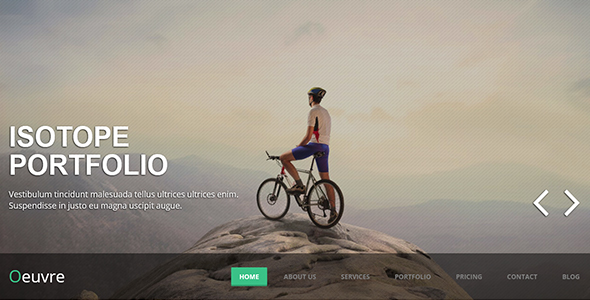 ISOTOPE
PORTFOLIO
Vestibulum tincidunt malesuada tellus ultrices ultrices enim.
Suspendisse in justo eu magna uscipit augue.
Oeuvre
HOME
ABOUT US
SERVICES
PORTFOLIO
PRICING
CONTACT
BLOG